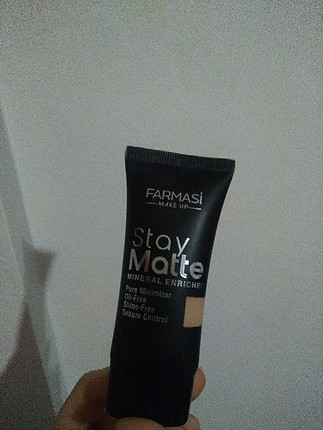 FARMASi
MAKE UP
Stay
Matte
MINERAL ENRICHED
Pore Minimizer
Oil-Free
Shine-Free
Sebum Control